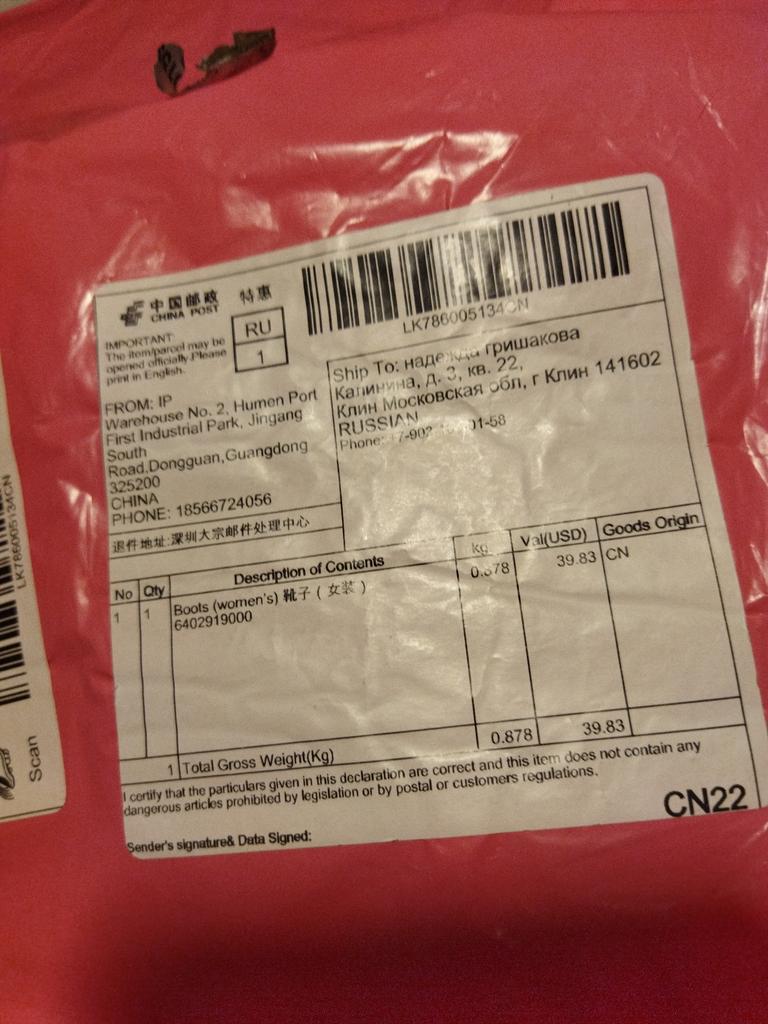 中国邮政
CHINA POST
特惠
RU
1
IMPORTANT:
The item/parcel may be
opened officially. Please
print in English.
LK786005134CN
FROM: IP
Warehouse No. 2, Humen Port
First Industrial Park, Jingang
South
Road,Dongguan,Guangdong
325200
CHINA
PHONE: 18566724056
退件地址:深圳大宗邮件处理中心
Ship To: надежда гришакова
Калинина, д. 3, кв. 22,
Клин Московская обл, г Клин 141602
RUSSIAN
Phone: 7-902 01-58
No Qty Description of Contents kg Val(USD) Goods Origin
1 1 Boots (women's) 靴子 ( 女装 ) 0.878 39.83 CN
6402919000
1 Total Gross Weight(Kg) 0.878 39.83
I certify that the particulars given in this declaration are correct and this item does not contain any
dangerous articles prohibited by legislation or by postal or customers regulations.
Sender's signature& Data Signed:
CN22
LK786005134CN
Scan